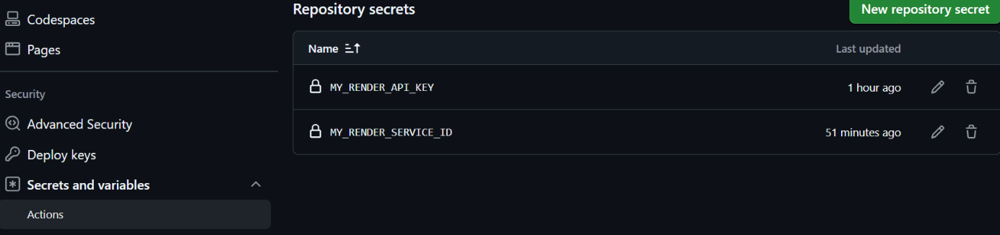 Codespaces
Pages
Security
Advanced Security
Deploy keys
Secrets and variables
Actions
Repository secrets
New repository secret
Name
Last updated
MY_RENDER_API_KEY
1 hour ago
MY_RENDER_SERVICE_ID
51 minutes ago